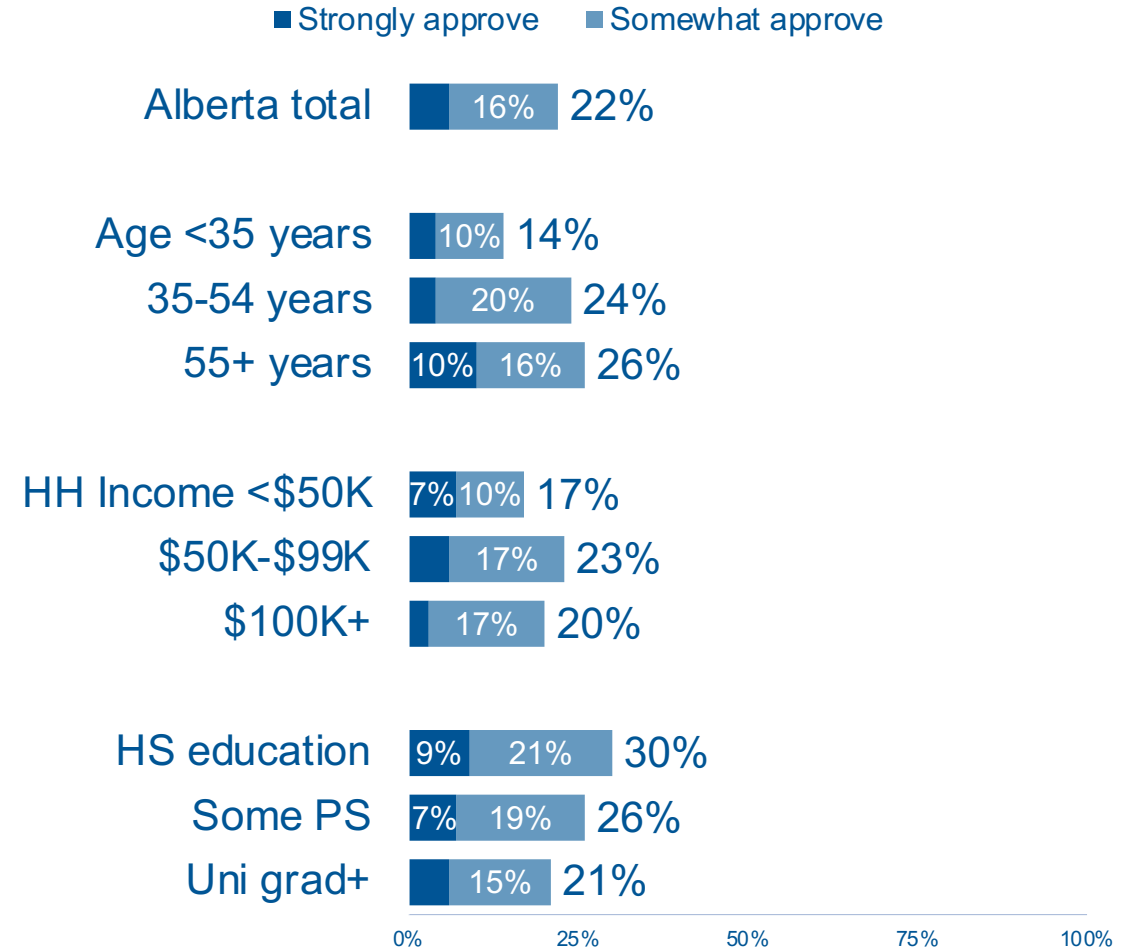 Strongly approve Somewhat approve
Alberta total 16% 22%
Age <35 years 10% 14%
35-54 years 20% 24%
55+ years 10% 16% 26%
HH Income <$50K 7% 10% 17%
$50K-$99K 17% 23%
$100K+ 17% 20%
HS education 9% 21% 30%
Some PS 7% 19% 26%
Uni grad+ 15% 21%
0% 25% 50% 75% 100%